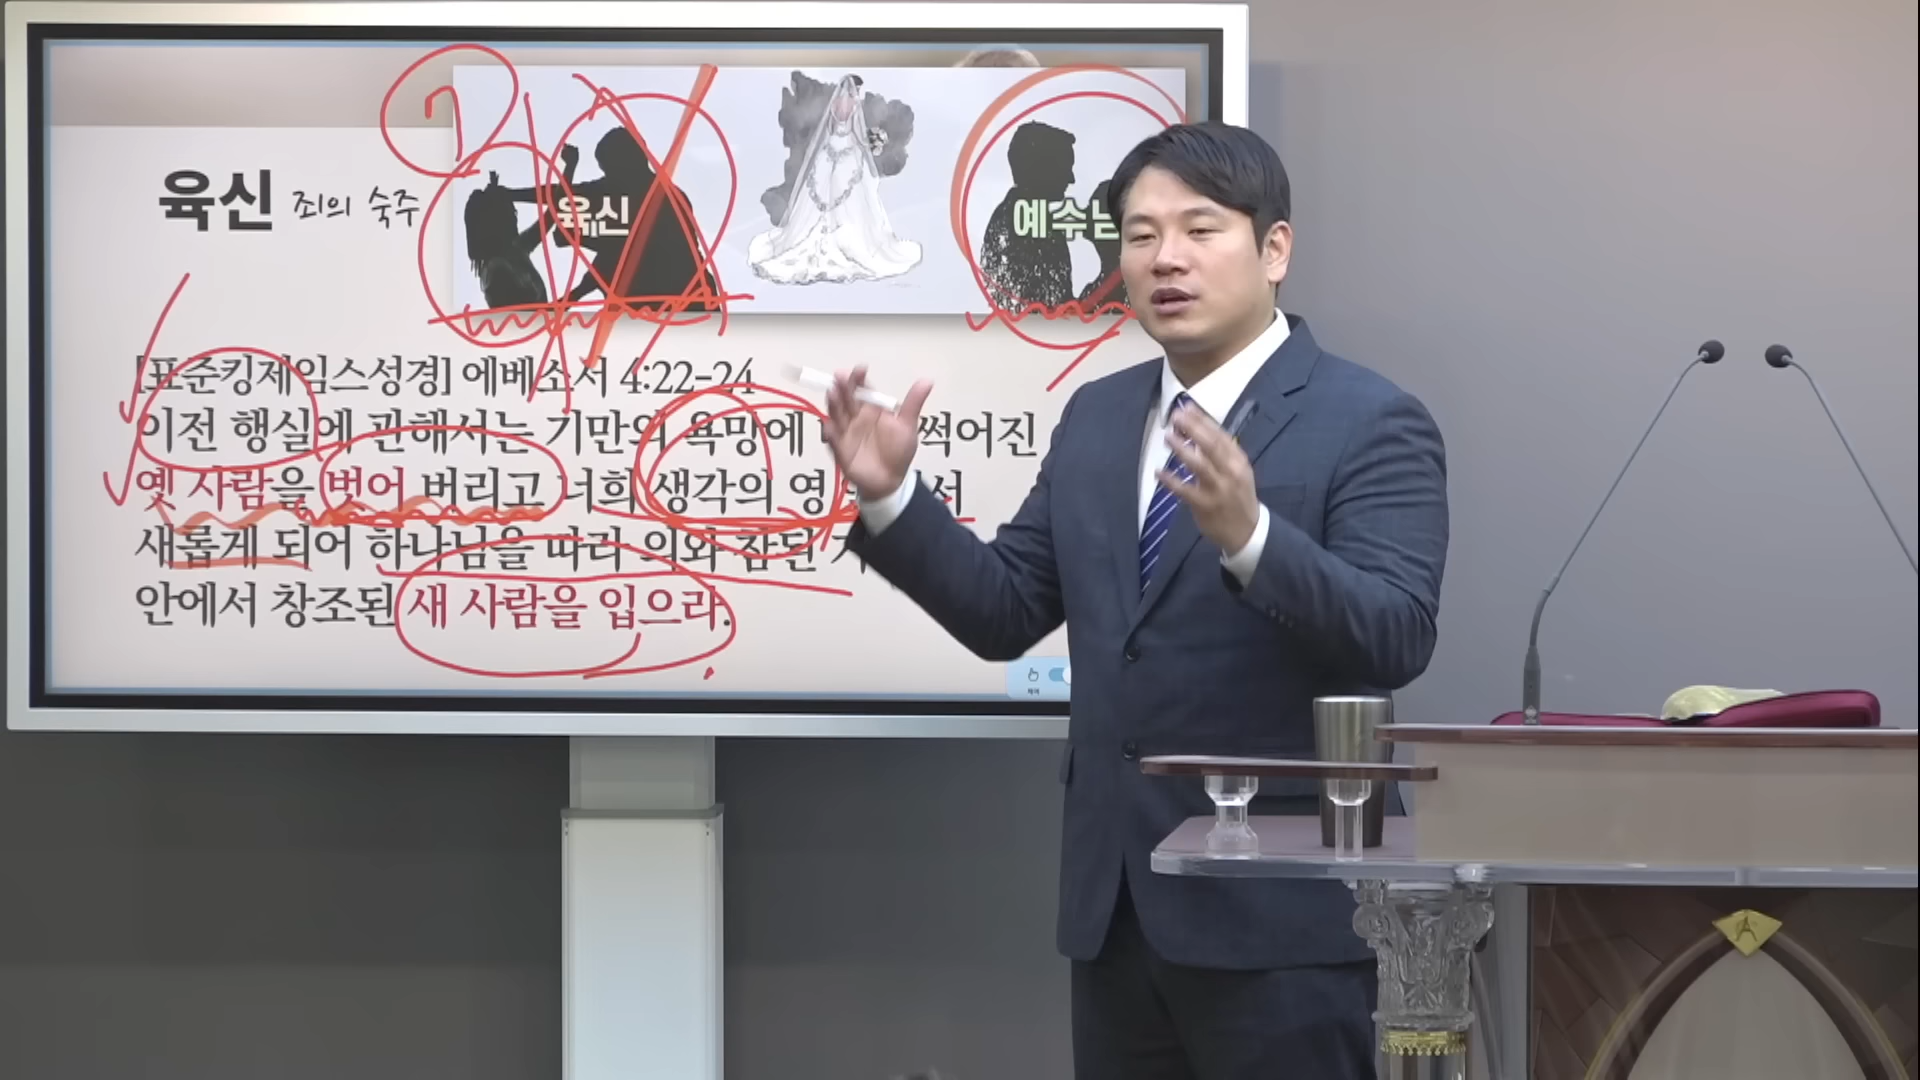 육신 죄의 숙주
육신
예수님
[표준킹제임스성경] 에베소서 4:22-24
이전 행실에 관해서는 기만의 욕망에 썩어진
옛 사람을 벗어 버리고 너희 생각의 영 서
새롭게 되어 하나님을 따라 의와 참된
안에서 창조된 새 사람을 입으라.
제어